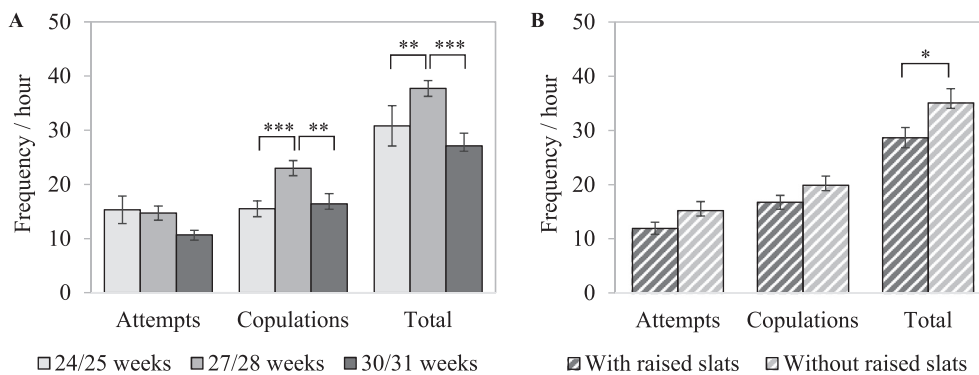 A
50
40
30
20
10
0
Frequency / hour
** ***
*** **
Attempts Copulations Total
24/25 weeks 27/28 weeks 30/31 weeks
B
50
40
30
20
10
0
Frequency / hour
*
Attempts Copulations Total
With raised slats Without raised slats